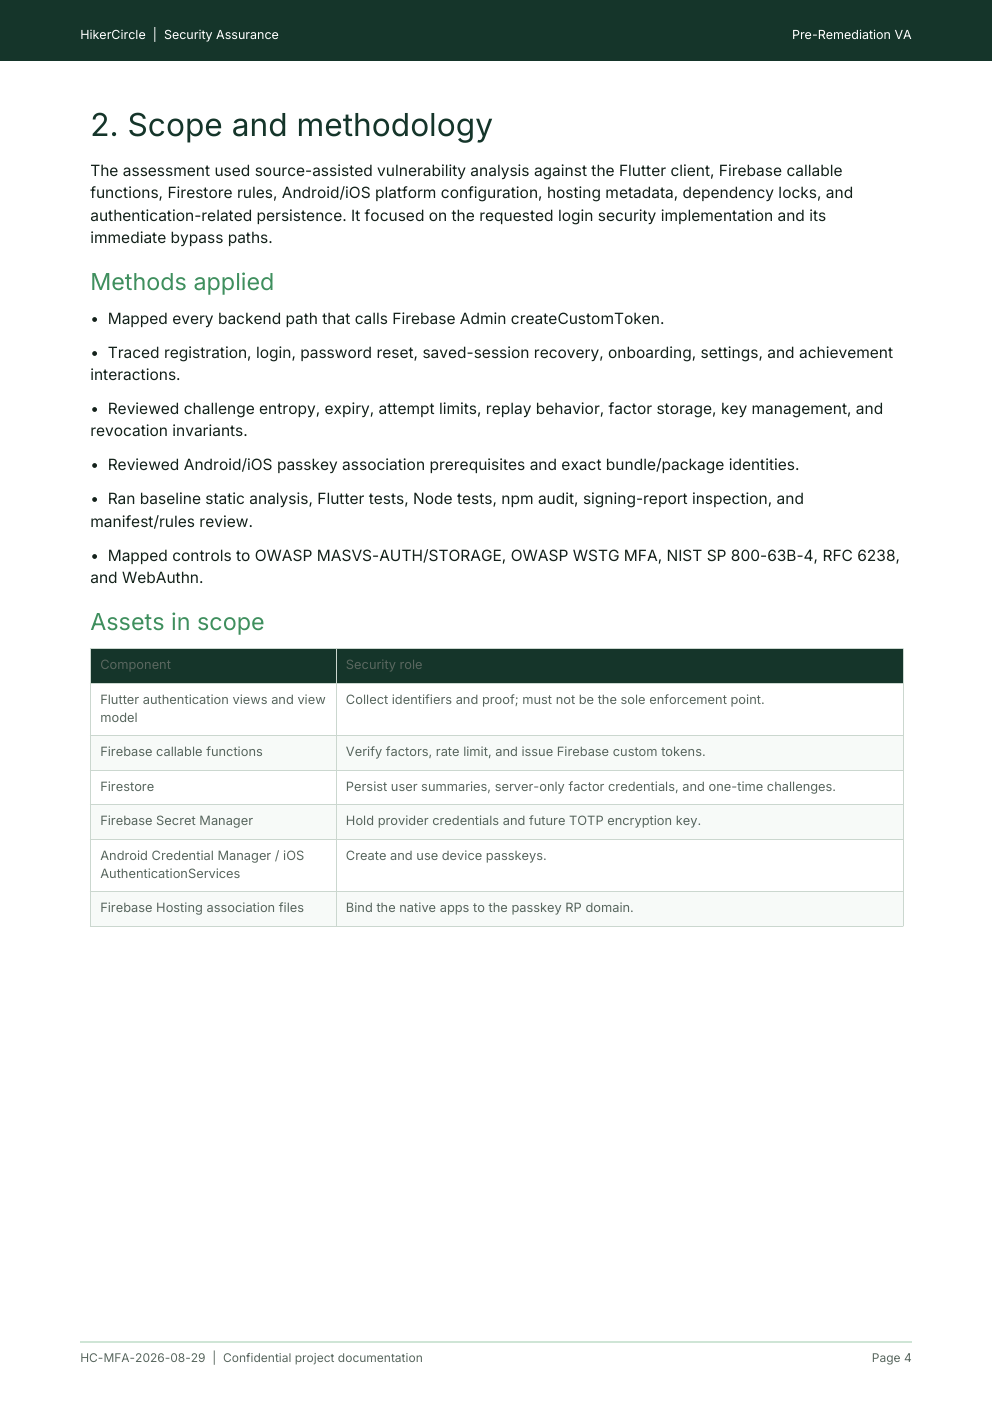 HikerCircle | Security Assurance
Pre-Remediation VA
2. Scope and methodology
The assessment used source-assisted vulnerability analysis against the Flutter client, Firebase callable
functions, Firestore rules, Android/iOS platform configuration, hosting metadata, dependency locks, and
authentication-related persistence. It focused on the requested login security implementation and its
immediate bypass paths.
Methods applied
• Mapped every backend path that calls Firebase Admin createCustomToken.
• Traced registration, login, password reset, saved-session recovery, onboarding, settings, and achievement
interactions.
• Reviewed challenge entropy, expiry, attempt limits, replay behavior, factor storage, key management, and
revocation invariants.
• Reviewed Android/iOS passkey association prerequisites and exact bundle/package identities.
• Ran baseline static analysis, Flutter tests, Node tests, npm audit, signing-report inspection, and
manifest/rules review.
• Mapped controls to OWASP MASVS-AUTH/STORAGE, OWASP WSTG MFA, NIST SP 800-63B-4, RFC 6238,
and WebAuthn.
Assets in scope
Component
Security role
Flutter authentication views and view
model
Collect identifiers and proof; must not be the sole enforcement point.
Firebase callable functions
Verify factors, rate limit, and issue Firebase custom tokens.
Firestore
Persist user summaries, server-only factor credentials, and one-time challenges.
Firebase Secret Manager
Hold provider credentials and future TOTP encryption key.
Android Credential Manager / iOS
AuthenticationServices
Create and use device passkeys.
Firebase Hosting association files
Bind the native apps to the passkey RP domain.
HC-MFA-2026-08-29 | Confidential project documentation
Page 4